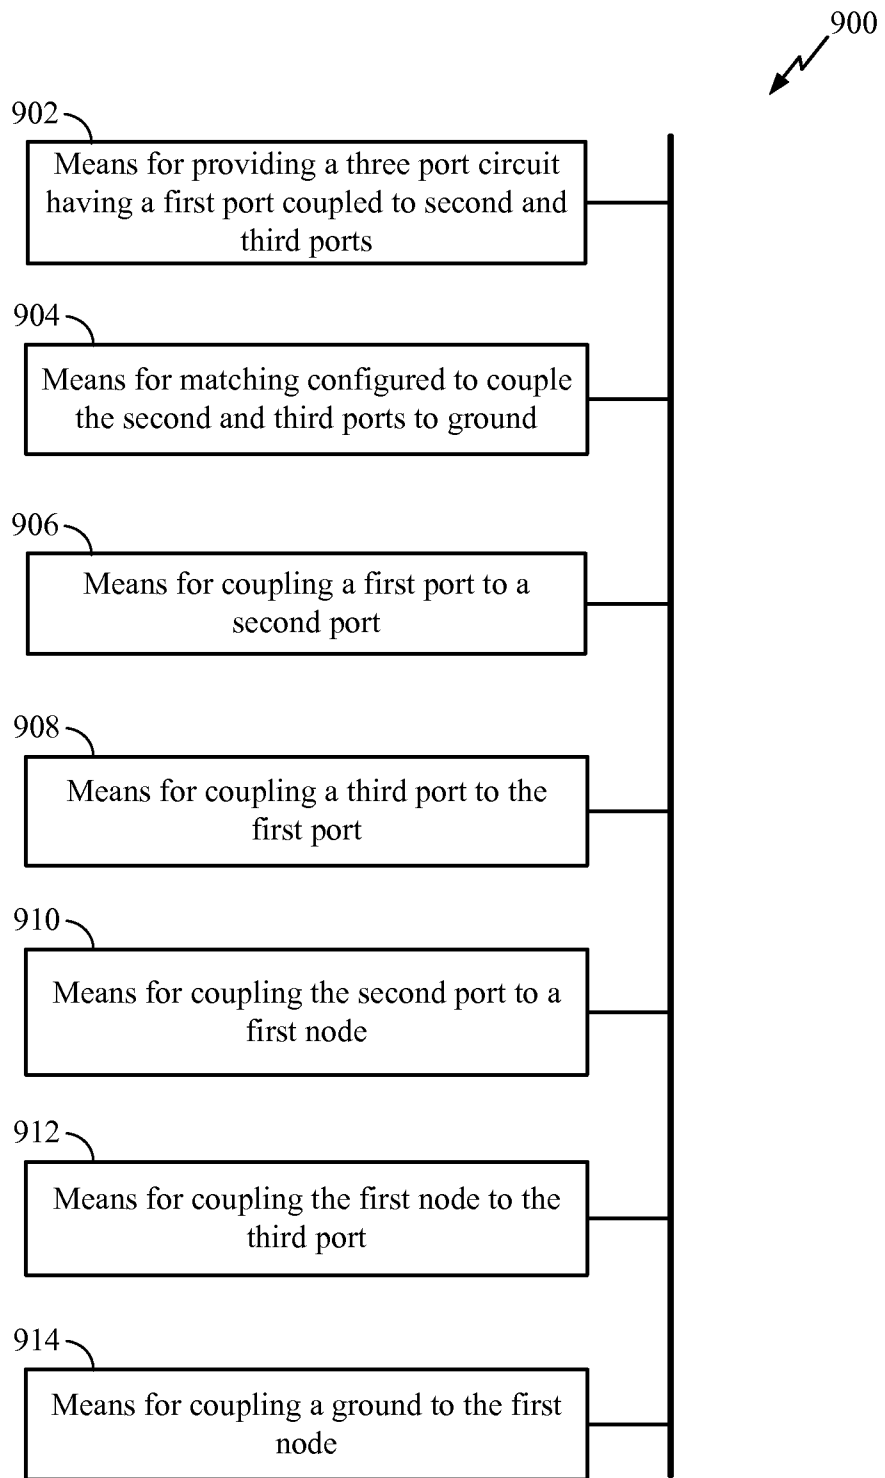 900
902
Means for providing a three port circuit
having a first port coupled to second and
third ports
904
Means for matching configured to couple
the second and third ports to ground
906
Means for coupling a first port to a
second port
908
Means for coupling a third port to the
first port
910
Means for coupling the second port to a
first node
912
Means for coupling the first node to the
third port
914
Means for coupling a ground to the first
node